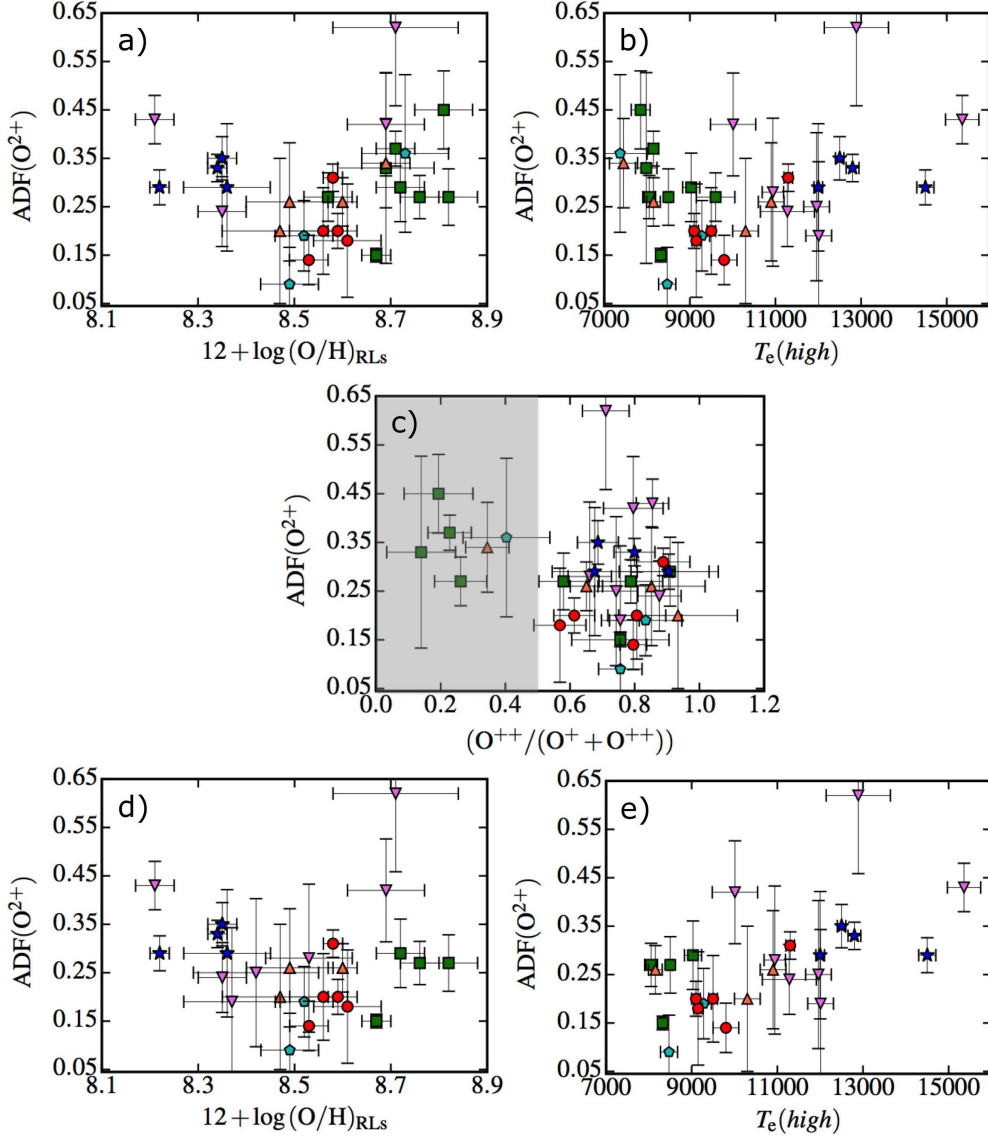 a)
0.65
0.55
0.45
0.35
0.25
0.15
0.05
ADF(O²⁺)
8.1 8.3 8.5 8.7 8.9
12 + log (O/H)RLs
b)
0.65
0.55
0.45
0.35
0.25
0.15
0.05
ADF(O²⁺)
7000 9000 11000 13000 15000
Te(high)
c)
0.65
0.55
0.45
0.35
0.25
0.15
0.05
ADF(O²⁺)
0.0 0.2 0.4 0.6 0.8 1.0 1.2
(O⁺⁺/(O⁺ + O⁺⁺))
d)
0.65
0.55
0.45
0.35
0.25
0.15
0.05
ADF(O²⁺)
8.1 8.3 8.5 8.7 8.9
12 + log (O/H)RLs
e)
0.65
0.55
0.45
0.35
0.25
0.15
0.05
ADF(O²⁺)
7000 9000 11000 13000 15000
Te(high)